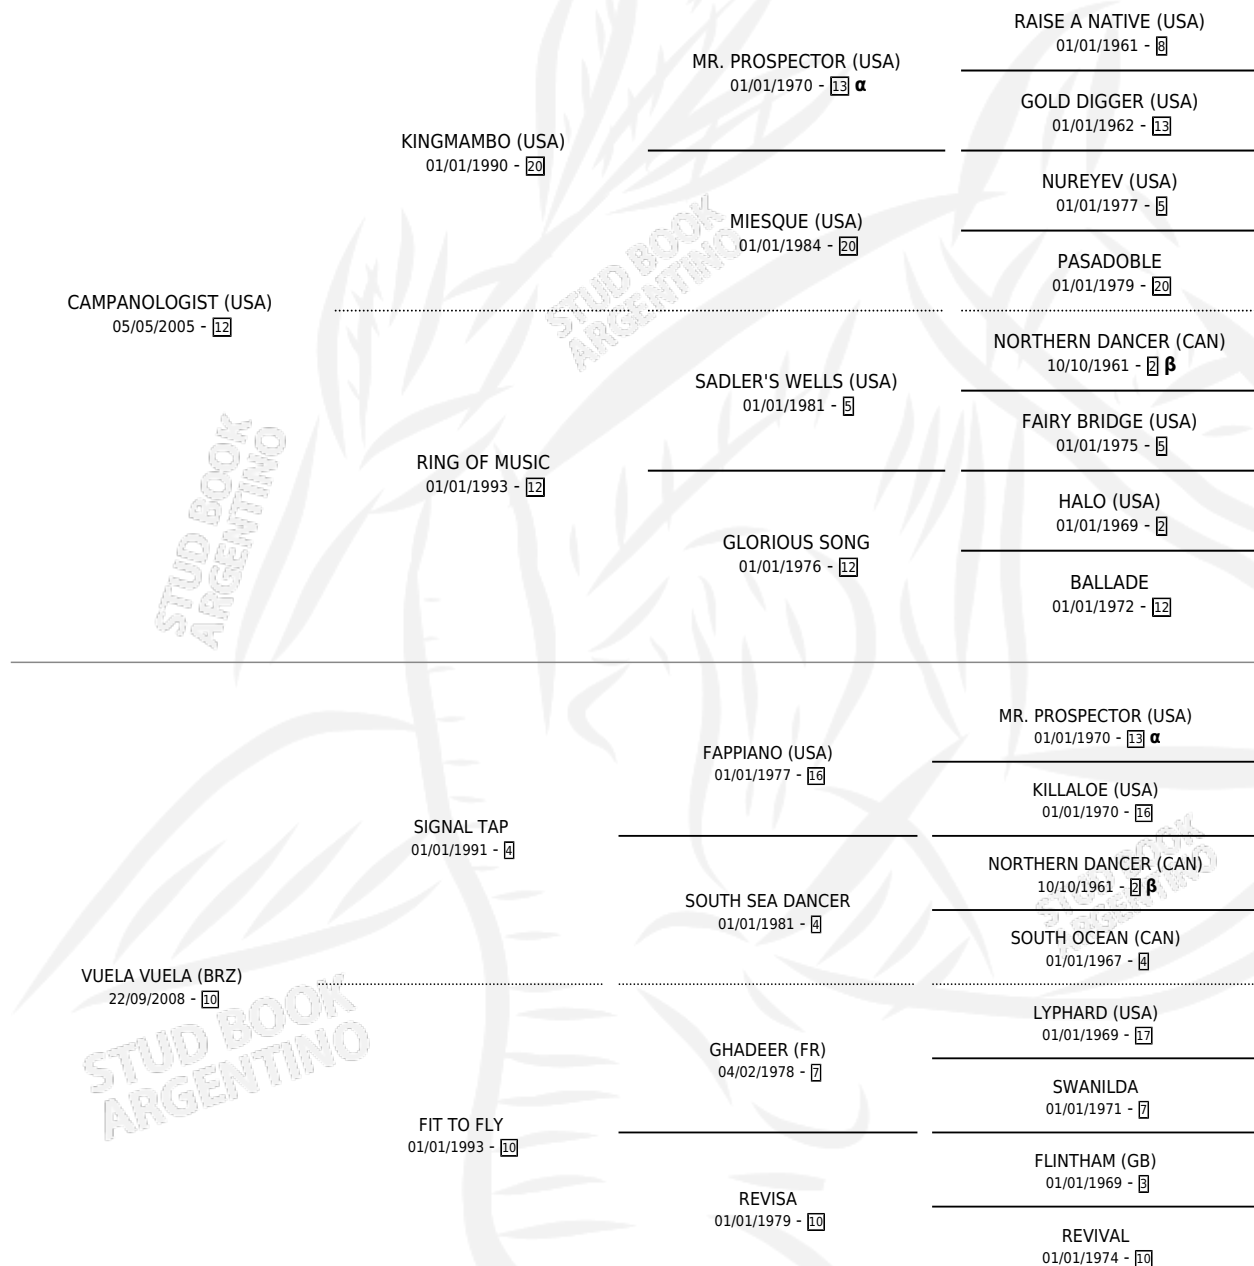 RAISE A NATIVE (USA)
01/01/1961 - 8
MR. PROSPECTOR (USA)
01/01/1970 - 13 α
GOLD DIGGER (USA)
01/01/1962 - 13
KINGMAMBO (USA)
01/01/1990 - 20
NUREYEV (USA)
01/01/1977 - 5
MIESQUE (USA)
01/01/1984 - 20
PASADOBLE
01/01/1979 - 20
CAMPANOLOGIST (USA)
05/05/2005 - 12
NORTHERN DANCER (CAN)
10/10/1961 - 2 β
SADLER'S WELLS (USA)
01/01/1981 - 5
FAIRY BRIDGE (USA)
01/01/1975 - 5
RING OF MUSIC
01/01/1993 - 12
HALO (USA)
01/01/1969 - 2
GLORIOUS SONG
01/01/1976 - 12
BALLADE
01/01/1972 - 12
MR. PROSPECTOR (USA)
01/01/1970 - 13 α
FAPPIANO (USA)
01/01/1977 - 16
KILLALOE (USA)
01/01/1970 - 16
SIGNAL TAP
01/01/1991 - 4
NORTHERN DANCER (CAN)
10/10/1961 - 2 β
SOUTH SEA DANCER
01/01/1981 - 4
SOUTH OCEAN (CAN)
01/01/1967 - 4
VUELA VUELA (BRZ)
22/09/2008 - 10
LYPHARD (USA)
01/01/1969 - 17
GHADEER (FR)
04/02/1978 - 7
SWANILDA
01/01/1971 - 7
FIT TO FLY
01/01/1993 - 10
FLINTHAM (GB)
01/01/1969 - 3
REVISA
01/01/1979 - 10
REVIVAL
01/01/1974 - 10
STUD BOOK
ARGENTINO
STUD BOOK
ARGENTINO
STUD BOOK
ARGENTINO
STUD BOOK
ARGENTINO